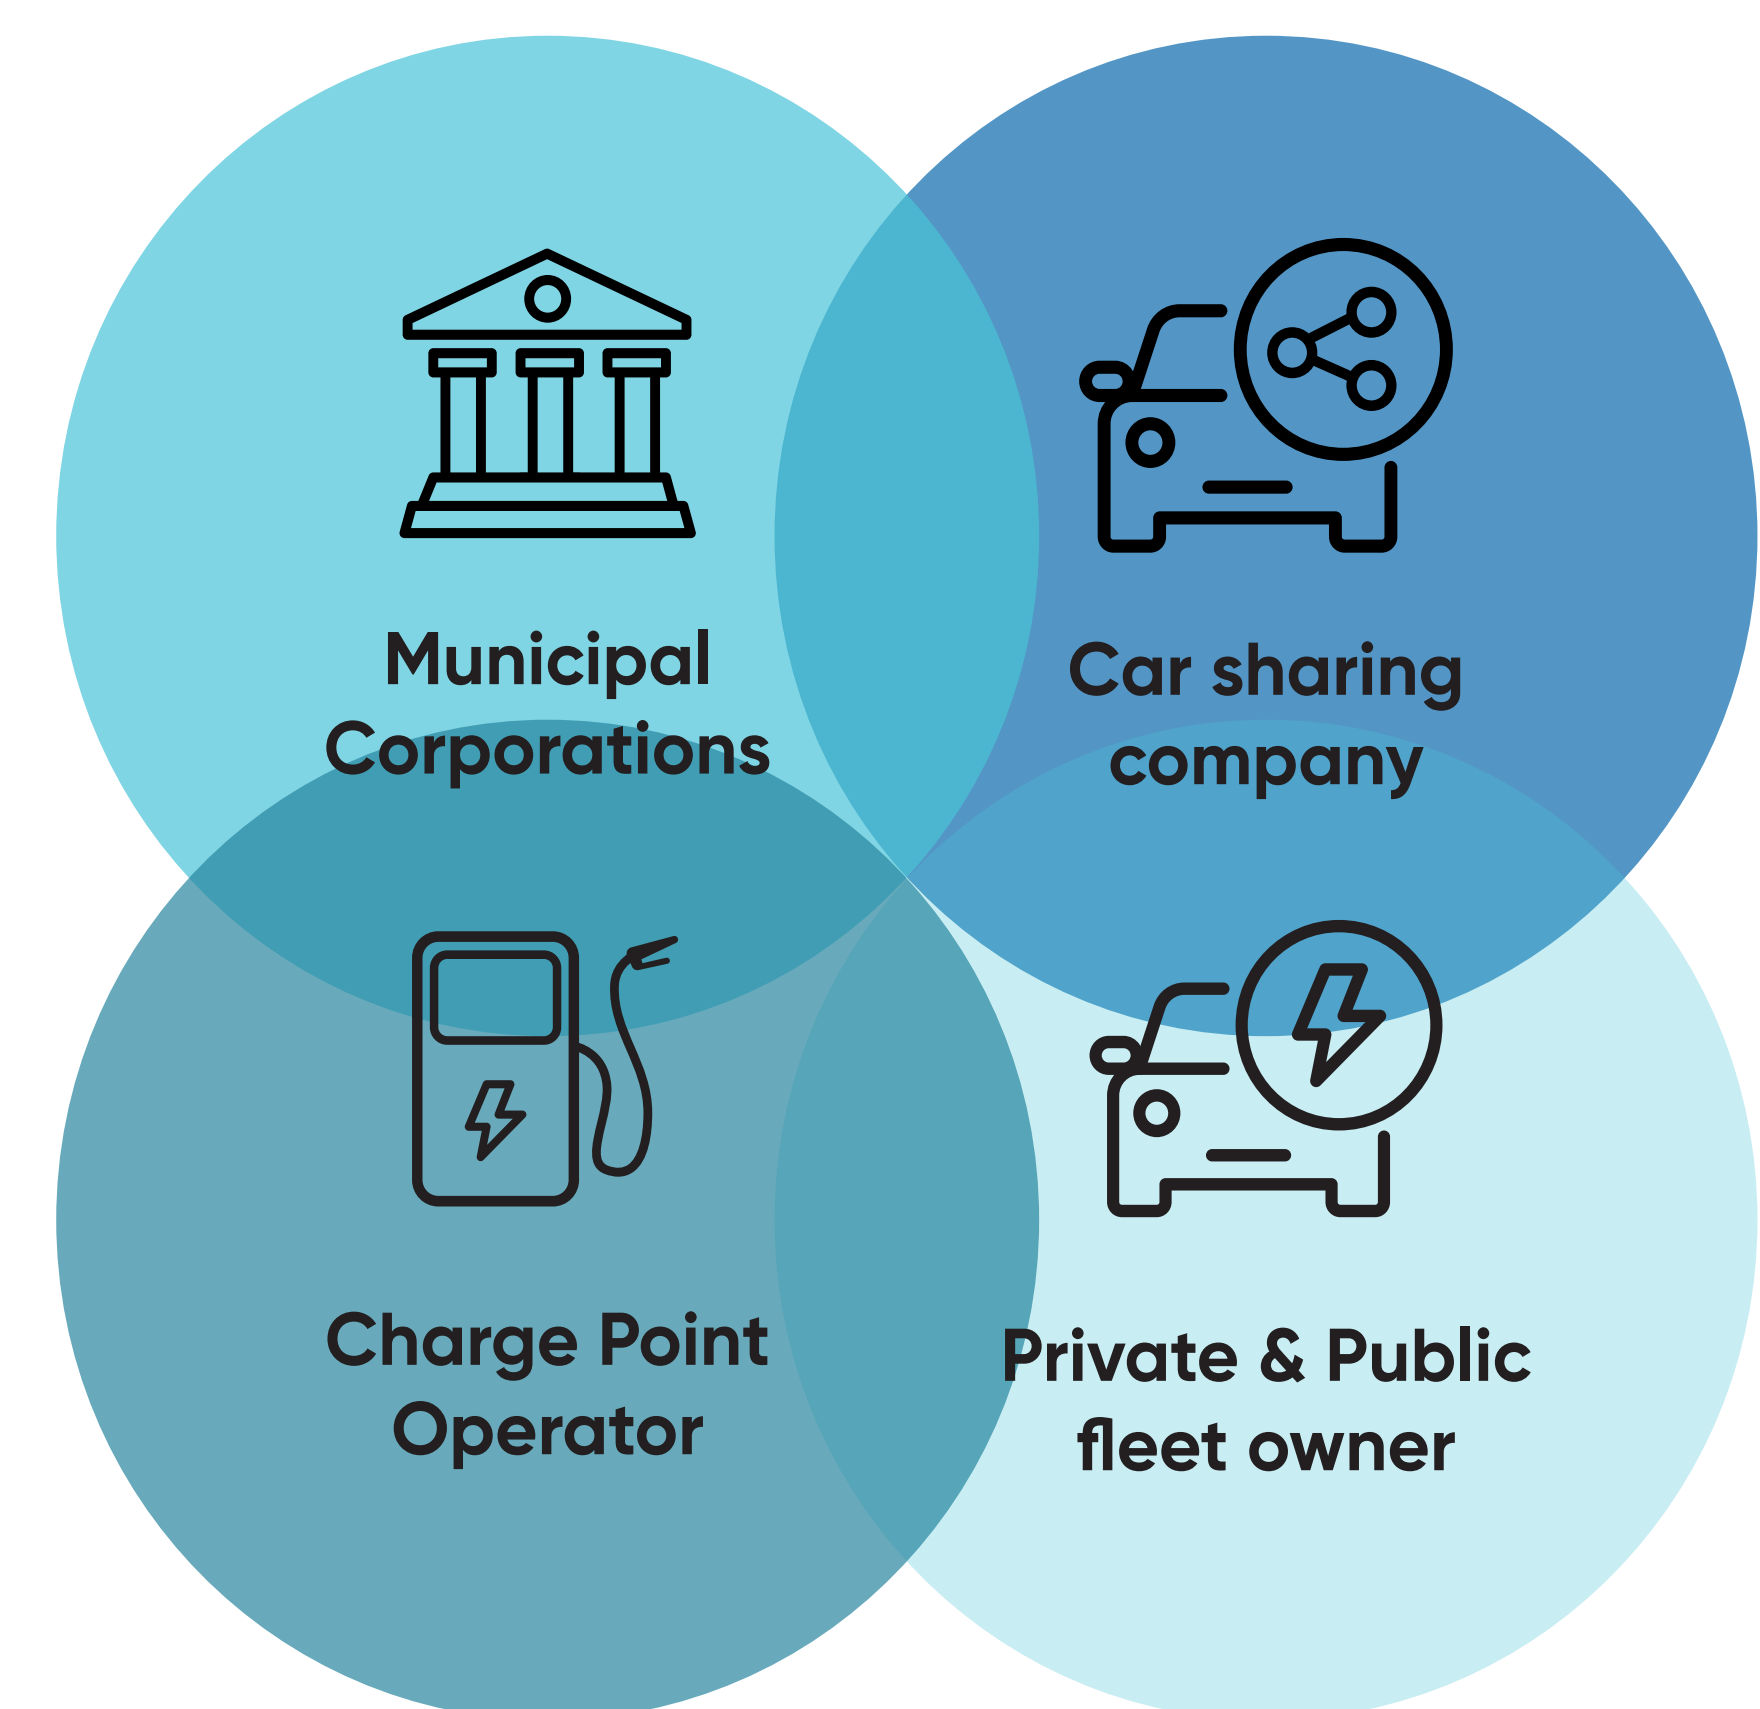 Municipal
Corporations
Car sharing
company
Charge Point
Operator
Private & Public
fleet owner